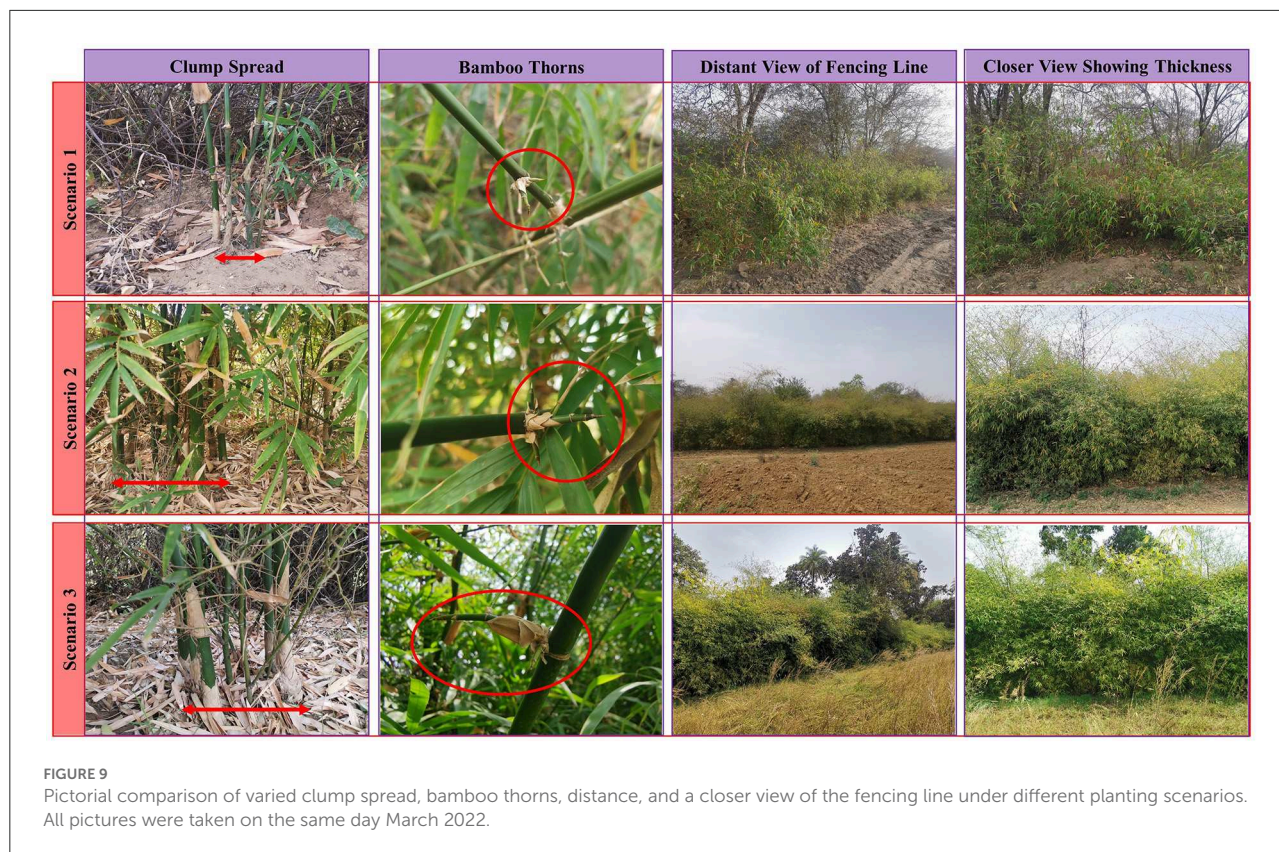 Clump Spread
Bamboo Thorns
Distant View of Fencing Line
Closer View Showing Thickness
Scenario 1
Scenario 2
Scenario 3
FIGURE 9
Pictorial comparison of varied clump spread, bamboo thorns, distance, and a closer view of the fencing line under different planting scenarios.
All pictures were taken on the same day March 2022.